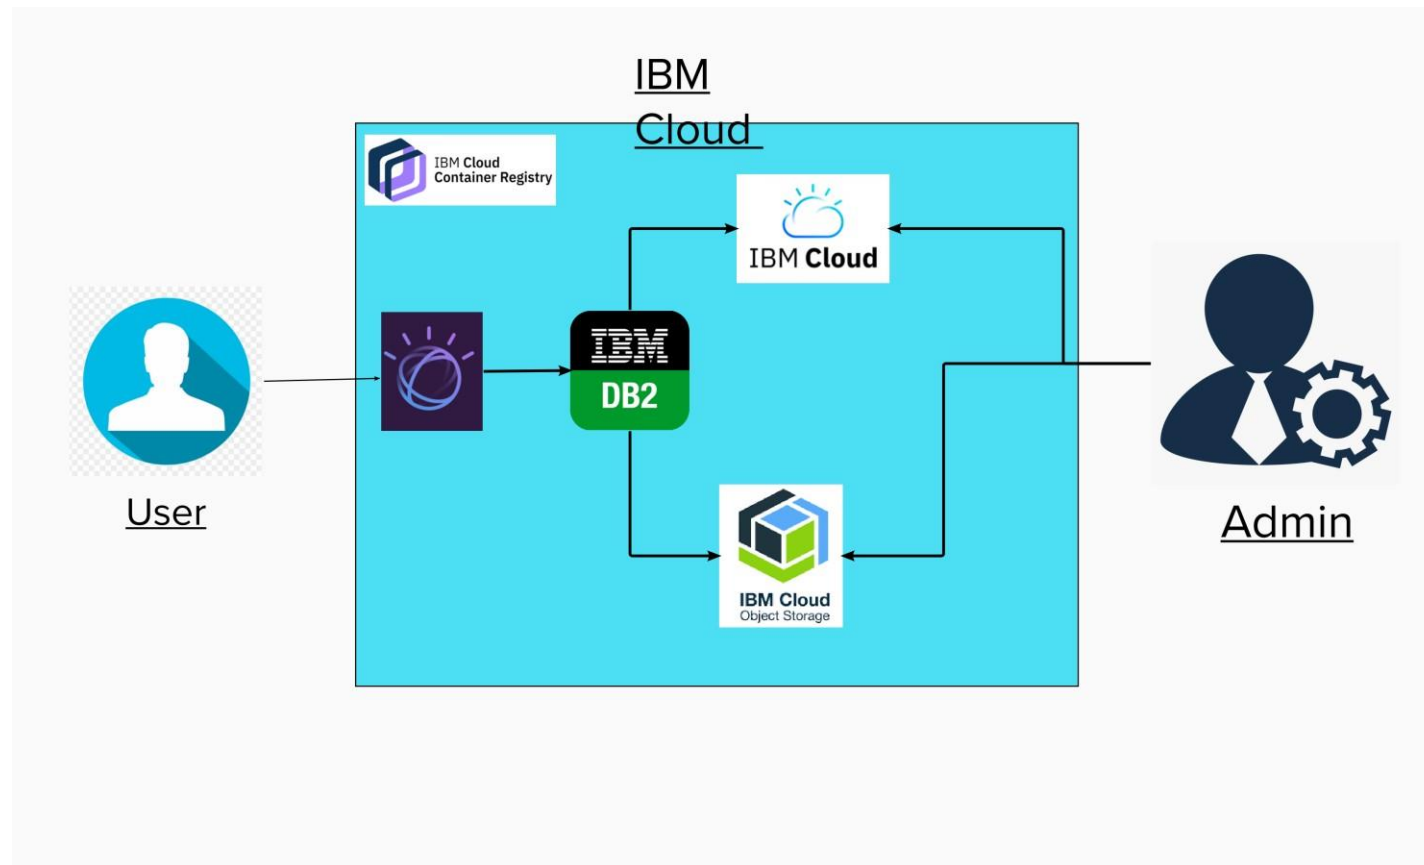 IBM
Cloud
IBM Cloud
Container Registry
IBM Cloud
IBM
DB2
User
Admin
IBM Cloud
Object Storage